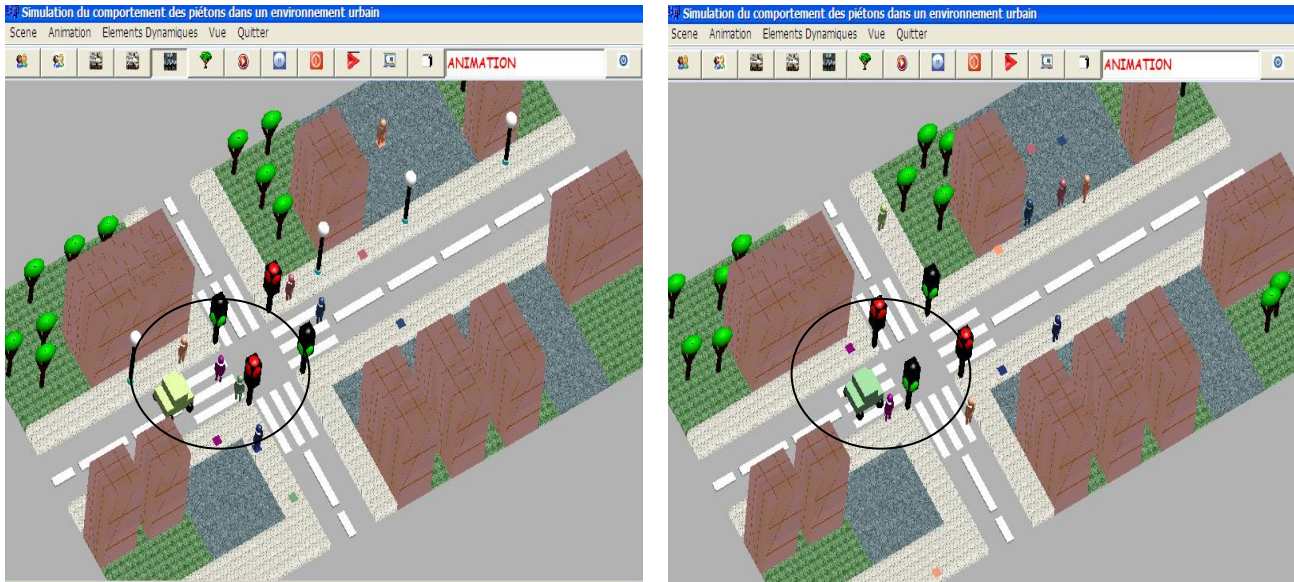 Simulation du comportement des piétons dans un environnement urbain
Scene Animation Elements Dynamiques Vue Quitter
ANIMATION
Simulation du comportement des piétons dans un environnement urbain
Scene Animation Elements Dynamiques Vue Quitter
ANIMATION